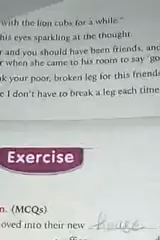 with the lion cubs for a while."
his eyes sparkling at the thought.
r and you should have been friends, and
r when she came to his room to say 'go
ak your poor, broken leg for this friends
e I don't have to break a leg each time
Exercise
n. (MCQs)
oved into their new house